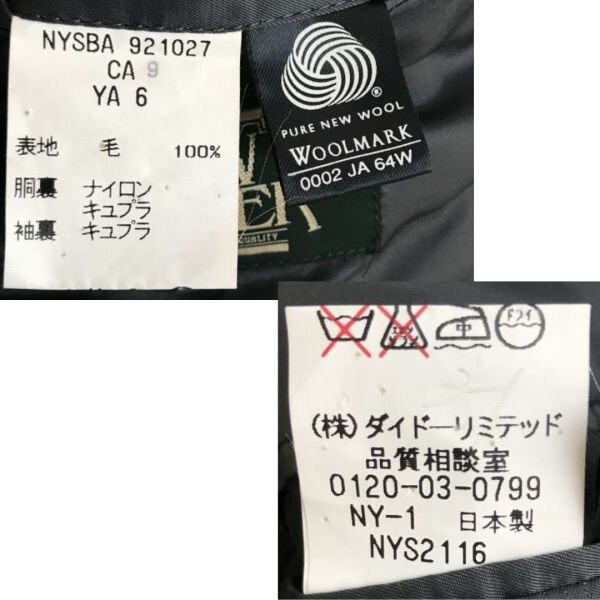 NYSBA 921027
CA 9
YA 6
表地 毛 100%
胴裏 ナイロン
キュプラ
袖裏 キュプラ
PURE NEW WOOL
WOOLMARK
0002 JA 64W
QUALITY
中
ドライ
(株)ダイドーリミテッド
品質相談室
0120-03-0799
NY-1 日本製
NYS2116